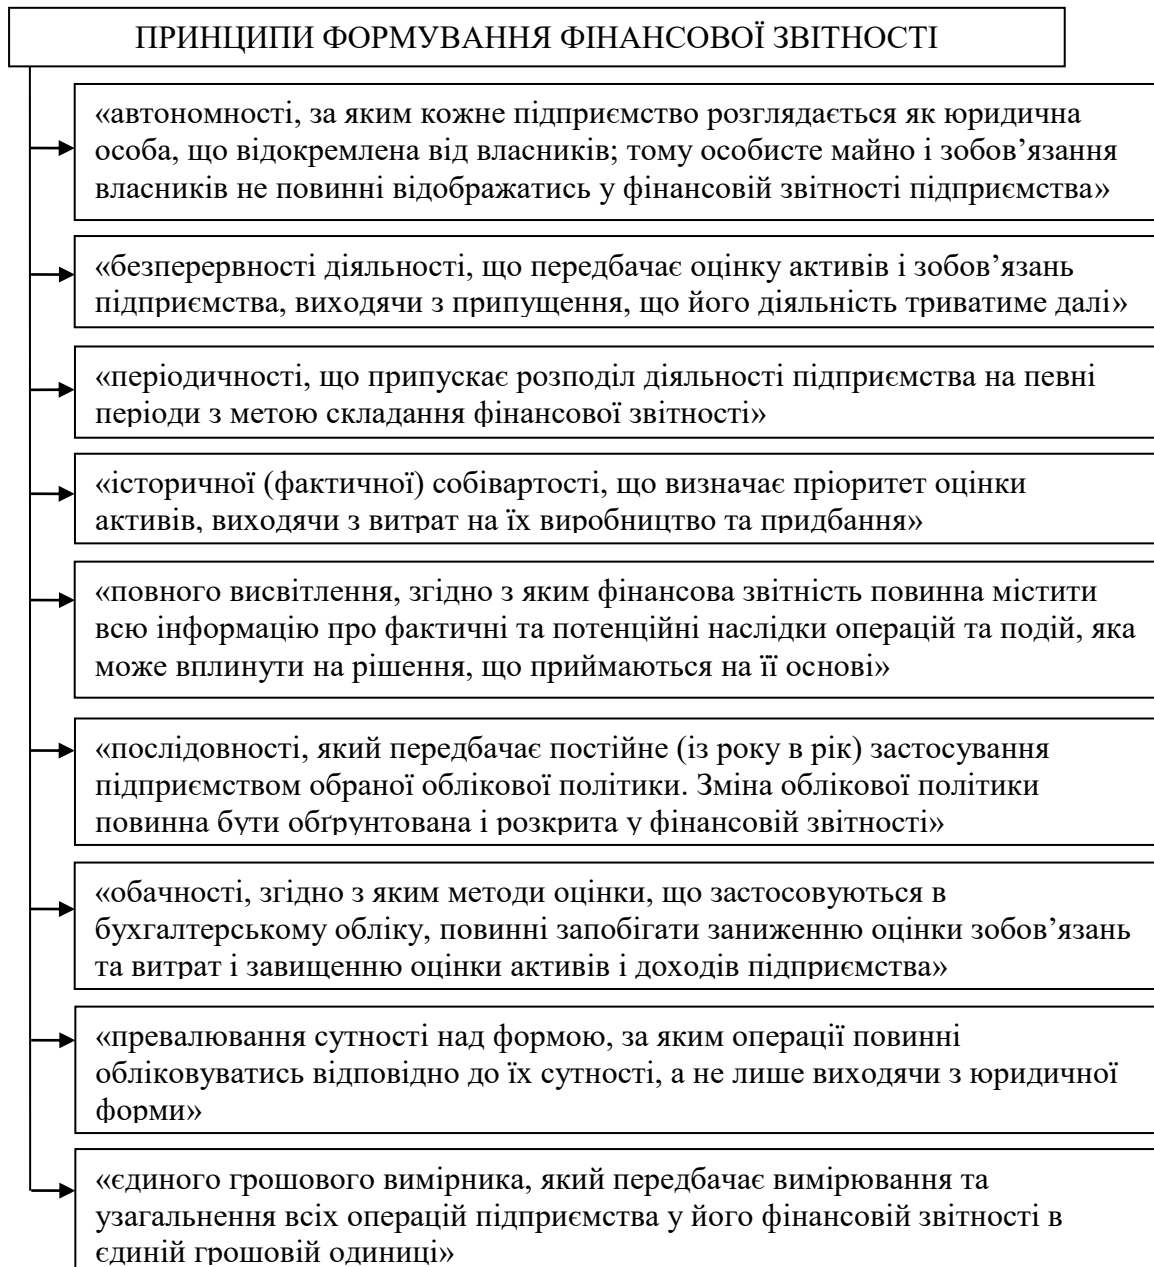 ПРИНЦИПИ ФОРМУВАННЯ ФІНАНСОВОЇ ЗВІТНОСТІ
«автономності, за яким кожне підприємство розглядається як юридична
особа, що відокремлена від власників; тому особисте майно і зобов’язання
власників не повинні відображатись у фінансовій звітності підприємства»
«безперервності діяльності, що передбачає оцінку активів і зобов’язань
підприємства, виходячи з припущення, що його діяльність триватиме далі»
«періодичності, що припускає розподіл діяльності підприємства на певні
періоди з метою складання фінансової звітності»
«історичної (фактичної) собівартості, що визначає пріоритет оцінки
активів, виходячи з витрат на їх виробництво та придбання»
«повного висвітлення, згідно з яким фінансова звітність повинна містити
всю інформацію про фактичні та потенційні наслідки операцій та подій, яка
може вплинути на рішення, що приймаються на її основі»
«послідовності, який передбачає постійне (із року в рік) застосування
підприємством обраної облікової політики. Зміна облікової політики
повинна бути обґрунтована і розкрита у фінансовій звітності»
«обачності, згідно з яким методи оцінки, що застосовуються в
бухгалтерському обліку, повинні запобігати заниженню оцінки зобов’язань
та витрат і завищенню оцінки активів і доходів підприємства»
«превалювання сутності над формою, за яким операції повинні
обліковуватись відповідно до їх сутності, а не лише виходячи з юридичної
форми»
«єдиного грошового вимірника, який передбачає вимірювання та
узагальнення всіх операцій підприємства у його фінансовій звітності в
єдиній грошовій одиниці»